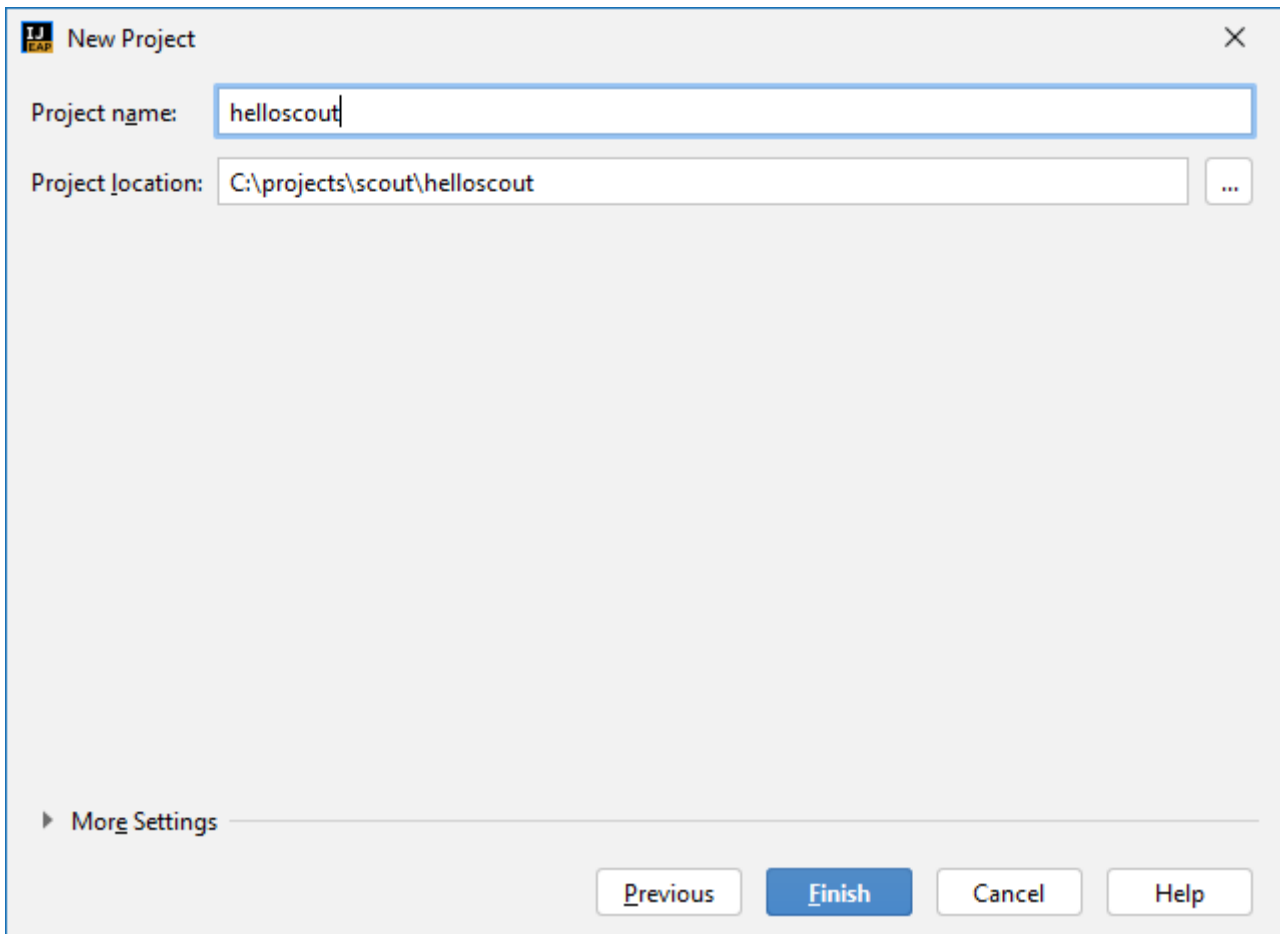 IJ EAP New Project
Project name: helloscout
Project location: C:\projects\scout\helloscout ...
More Settings
Previous Finish Cancel Help